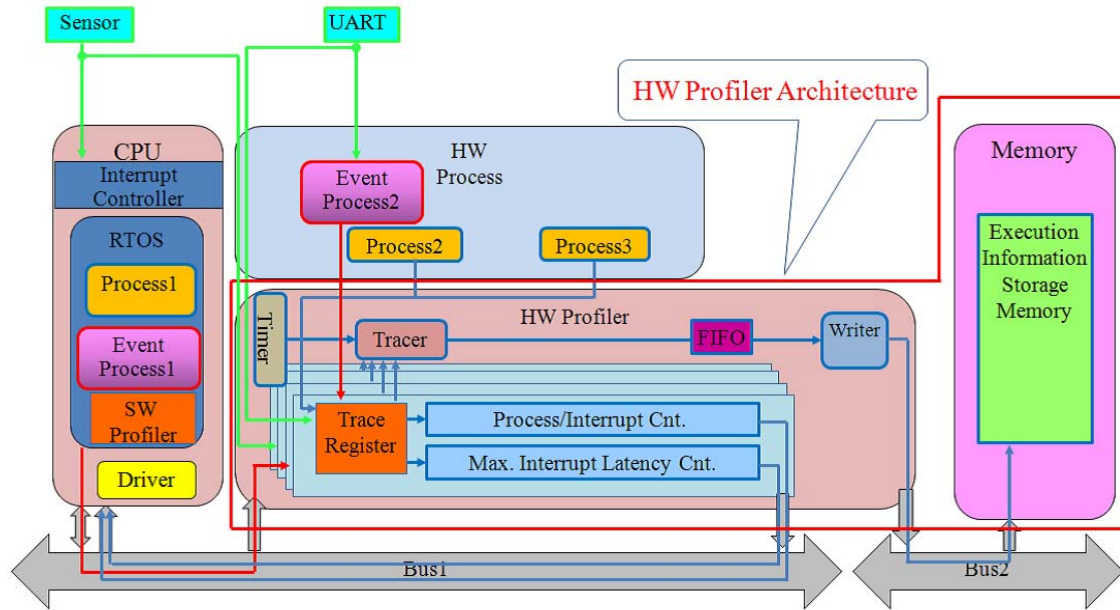 Sensor
UART
HW Profiler Architecture
CPU
Interrupt
Controller
RTOS
Process1
Event
Process1
SW
Profiler
Driver
HW
Process
Event
Process2
Process2
Process3
HW Profiler
Timer
Tracer
FIFO
Writer
Trace
Register
Process/Interrupt Cnt.
Max. Interrupt Latency Cnt.
Memory
Execution
Information
Storage
Memory
Bus1
Bus2